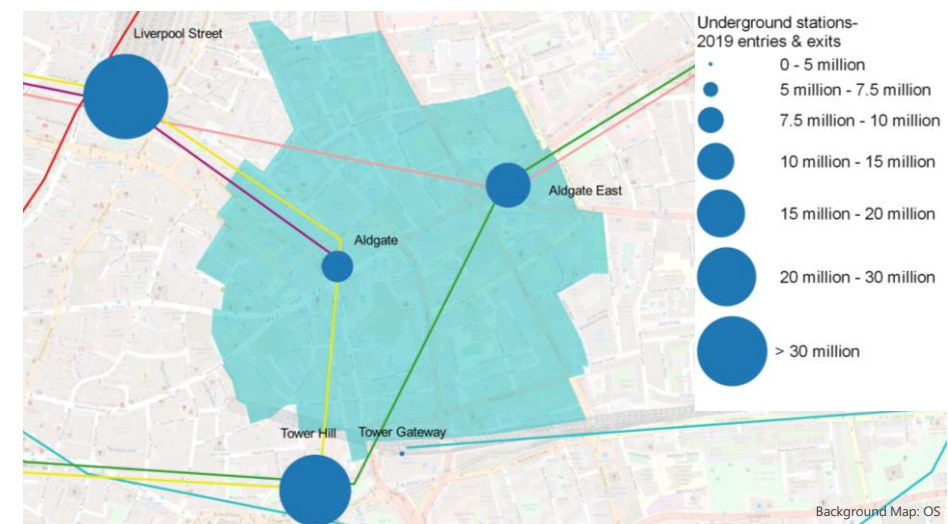 Liverpool Street
Aldgate East
Aldgate
Tower Hill
Tower Gateway
Underground stations-
2019 entries & exits
0 - 5 million
5 million - 7.5 million
7.5 million - 10 million
10 million - 15 million
15 million - 20 million
20 million - 30 million
> 30 million
Background Map: OS